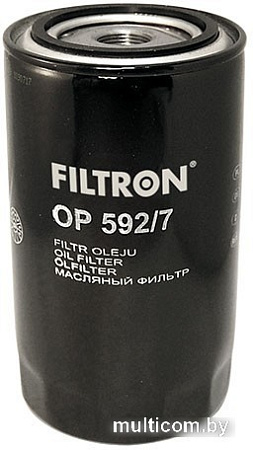 FILTRON®
OP 592/7
FILTR OLEJU
OIL FILTER
ÖLFILTER
МАСЛЯНЫЙ ФИЛЬТР
multicom.by